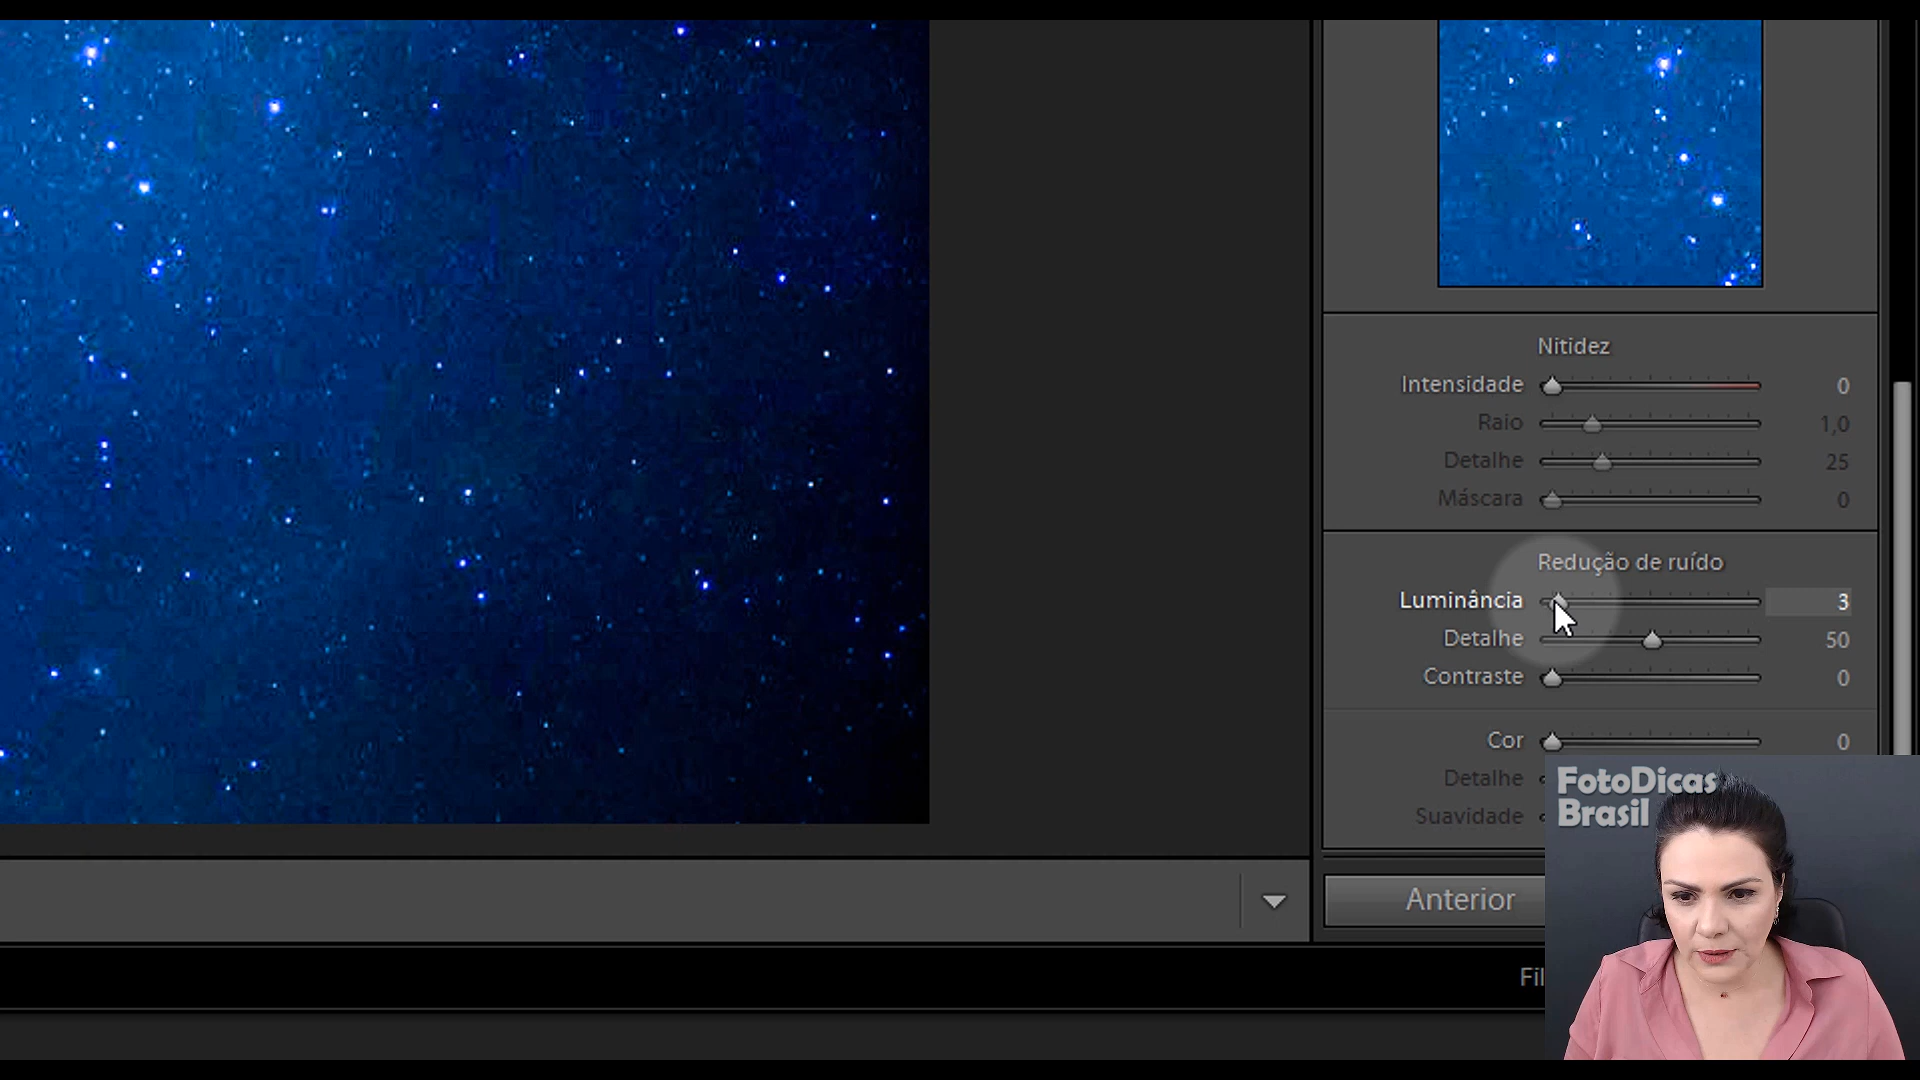 Nitidez
Intensidade 0
Raio 1,0
Detalhe 25
Máscara 0
Redução de ruído
Luminância 3
Detalhe 50
Contraste 0
Cor 0
Detalhe
Suavidade
FotoDicas
Brasil
Anterior
Fil